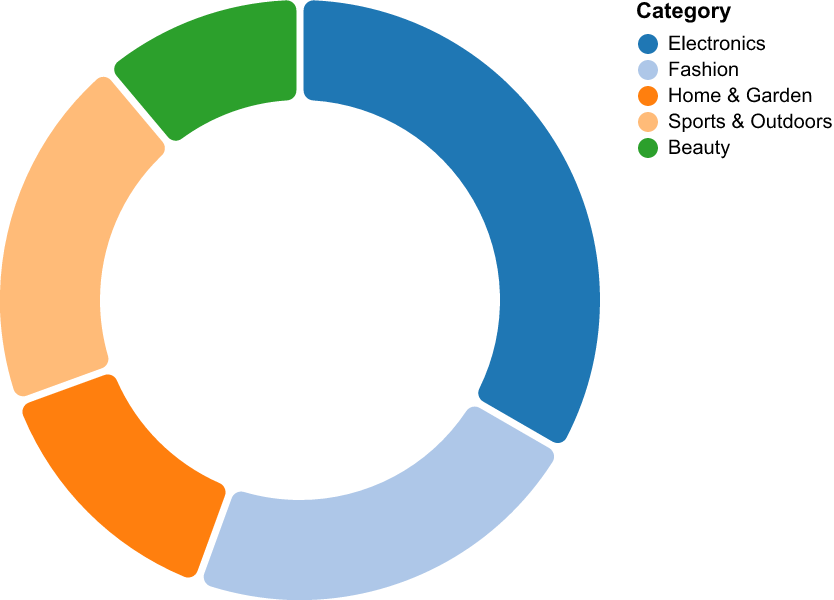 Category
Electronics
Fashion
Home & Garden
Sports & Outdoors
Beauty